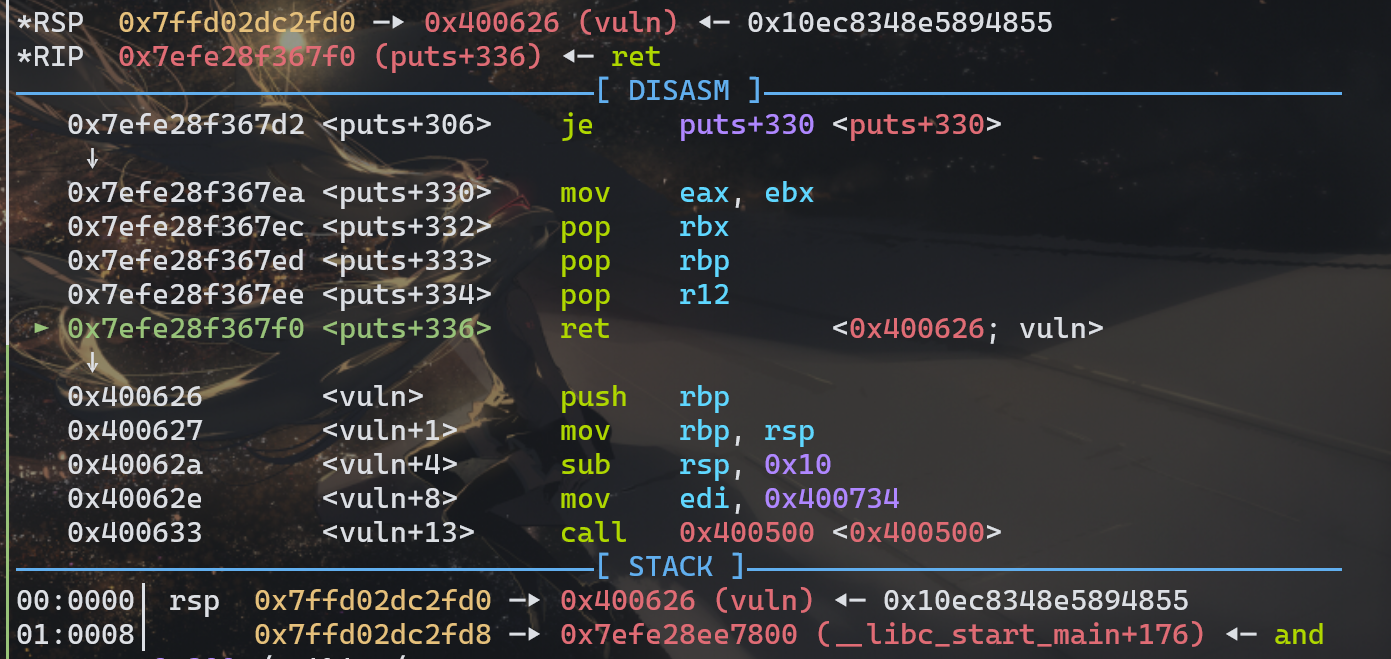 *RSP 0x7ffd02dc2fd0 —▸ 0x400626 (vuln) ◂— 0x10ec8348e5894855
*RIP 0x7efe28f367f0 (puts+336) ◂— ret
[ DISASM ]
0x7efe28f367d2 <puts+306> je puts+330 <puts+330>
↓
0x7efe28f367ea <puts+330> mov eax, ebx
0x7efe28f367ec <puts+332> pop rbx
0x7efe28f367ed <puts+333> pop rbp
0x7efe28f367ee <puts+334> pop r12
► 0x7efe28f367f0 <puts+336> ret <0x400626; vuln>
↓
0x400626 <vuln> push rbp
0x400627 <vuln+1> mov rbp, rsp
0x40062a <vuln+4> sub rsp, 0x10
0x40062e <vuln+8> mov edi, 0x400734
0x400633 <vuln+13> call 0x400500 <0x400500>
[ STACK ]
00:0000│ rsp 0x7ffd02dc2fd0 —▸ 0x400626 (vuln) ◂— 0x10ec8348e5894855
01:0008│ 0x7ffd02dc2fd8 —▸ 0x7efe28ee7800 (__libc_start_main+176) ◂— and